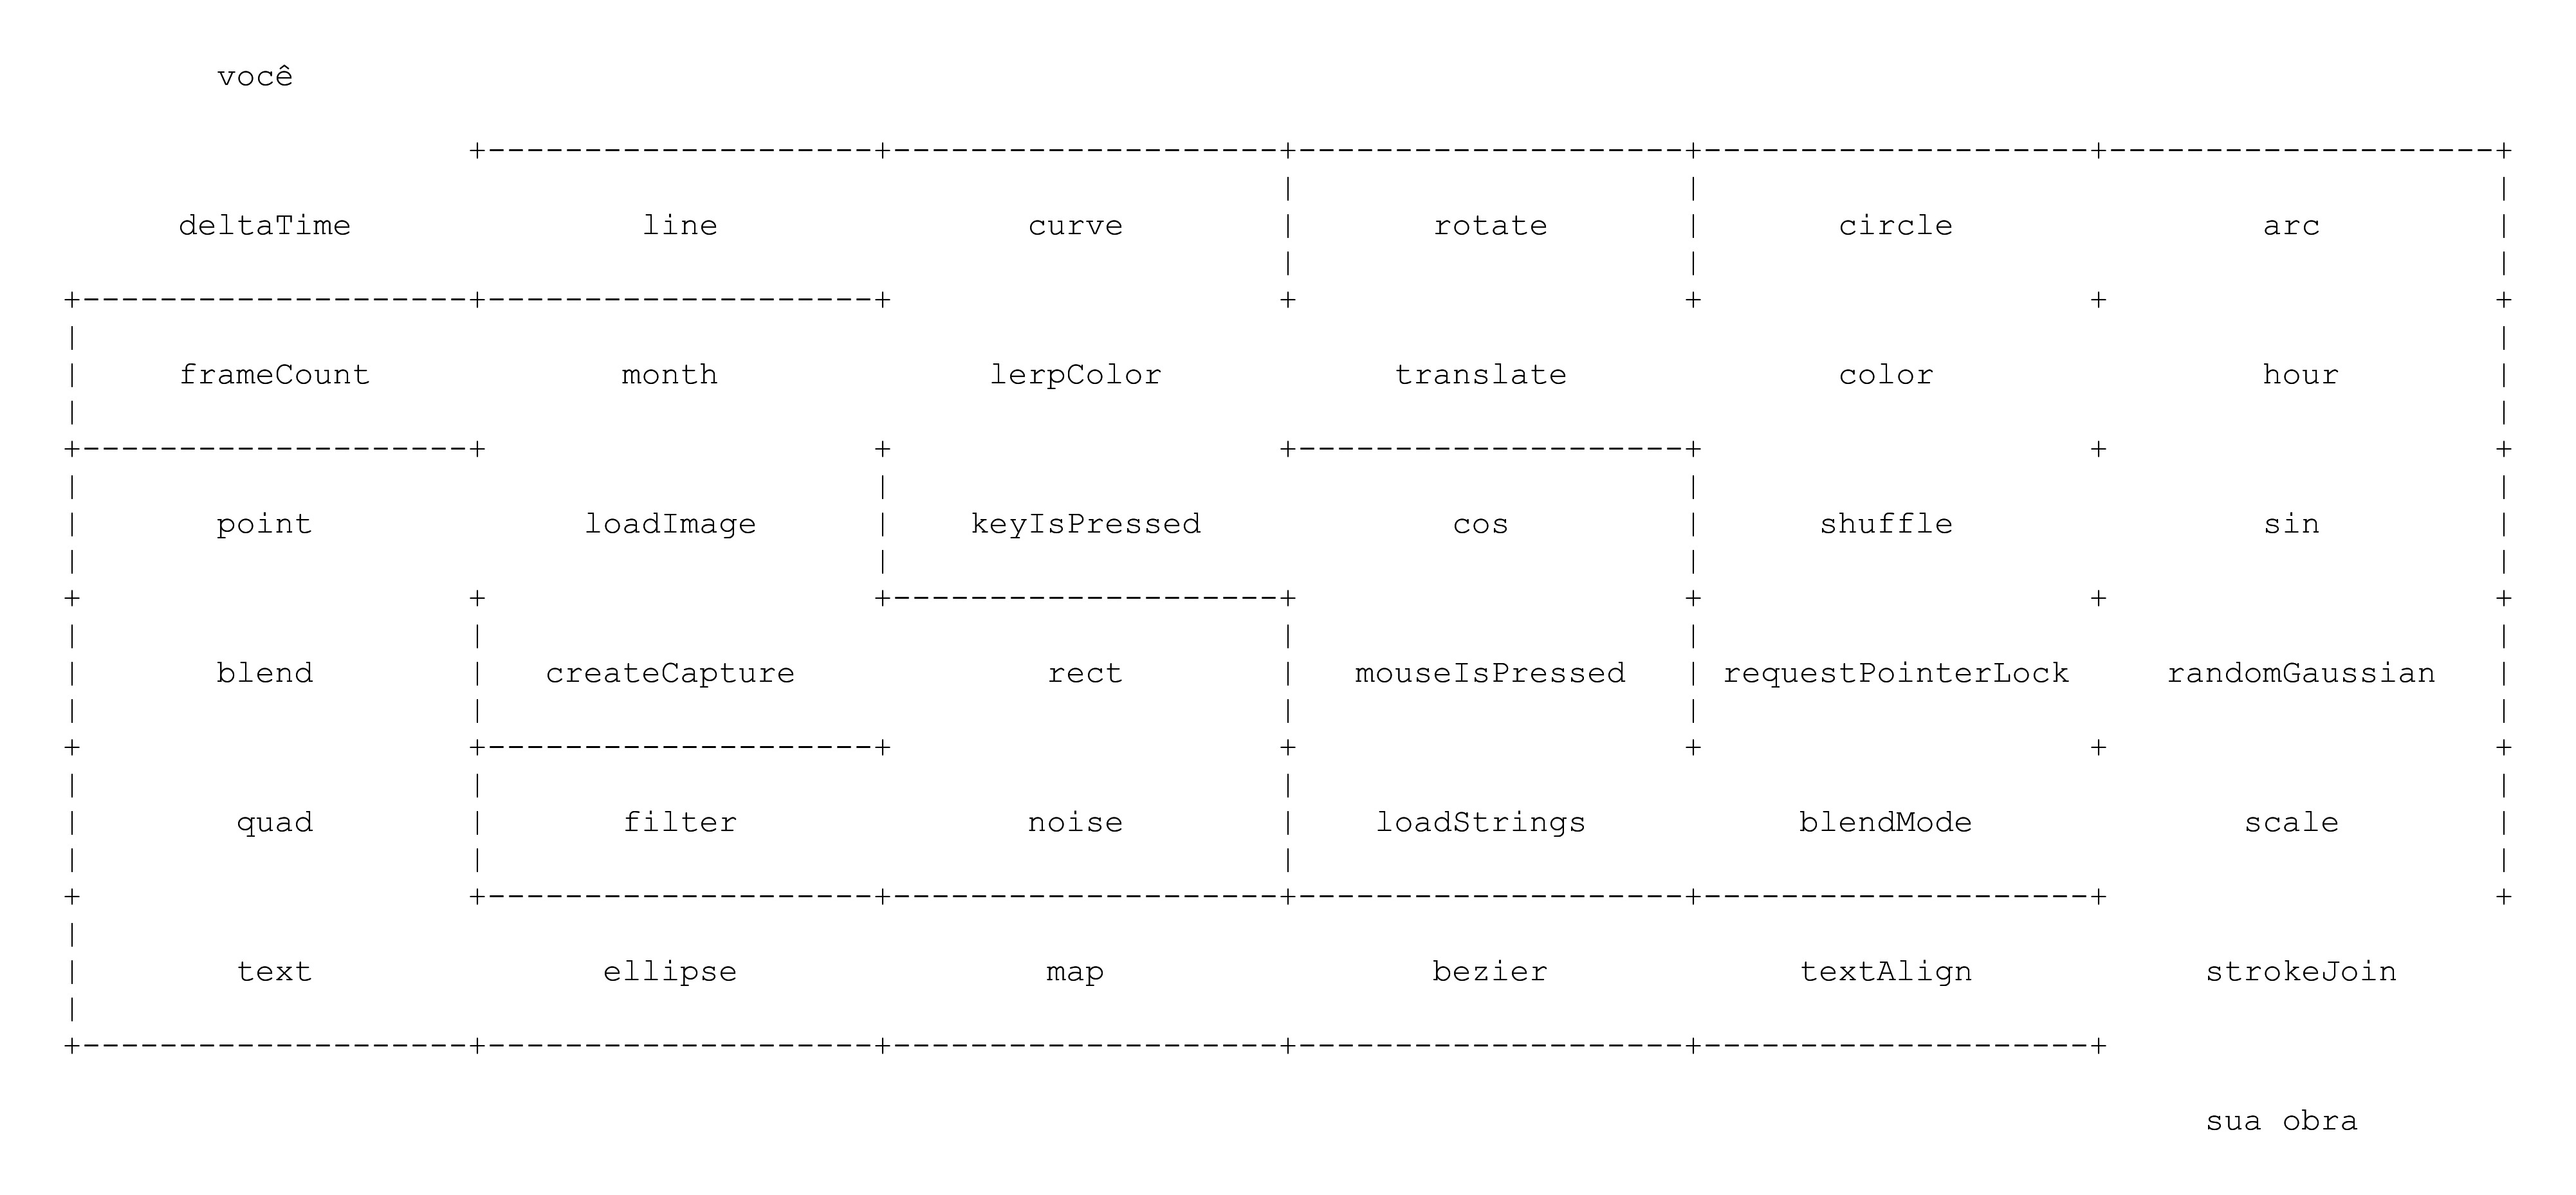 você
deltaTime line curve rotate circle arc
frameCount month lerpColor translate color hour
point loadImage keyIsPressed cos shuffle sin
blend createCapture rect mouseIsPressed requestPointerLock randomGaussian
quad filter noise loadStrings blendMode scale
text ellipse map bezier textAlign strokeJoin
sua obra